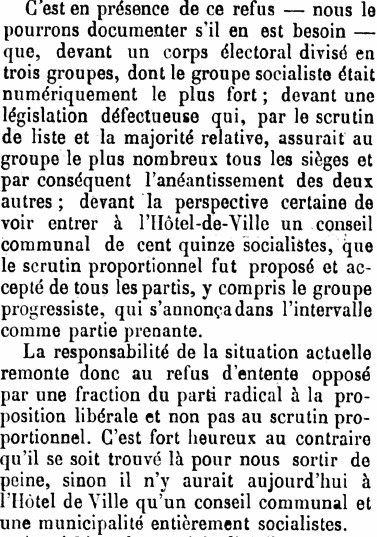 C'est en présence de ce refus — nous le
pourrons documenter s'il en est besoin —
que, devant un corps électoral divisé en
trois groupes, dont le groupe socialiste était
numériquement le plus fort ; devant une
législation défectueuse qui, par le scrutin
de liste et la majorité relative, assurait au
groupe le plus nombreux tous les sièges et
par conséquent l'anéantissement des deux
autres ; devant la perspective certaine de
voir entrer à l'Hôtel-de-Ville un conseil
communal de cent quinze socialistes, que
le scrutin proportionnel fut proposé et ac-
cepté de tous les partis, y compris le groupe
progressiste, qui s'annonça dans l'intervalle
comme partie prenante.
La responsabilité de la situation actuelle
remonte donc au refus d'entente opposé
par une fraction du parti radical à la pro-
position libérale et non pas au scrutin pro-
portionnel. C'est fort heureux au contraire
qu'il se soit trouvé là pour nous sortir de
peine, sinon il n'y aurait aujourd'hui à
l'Hôtel de Ville qu'un conseil communal et
une municipalité entièrement socialistes.